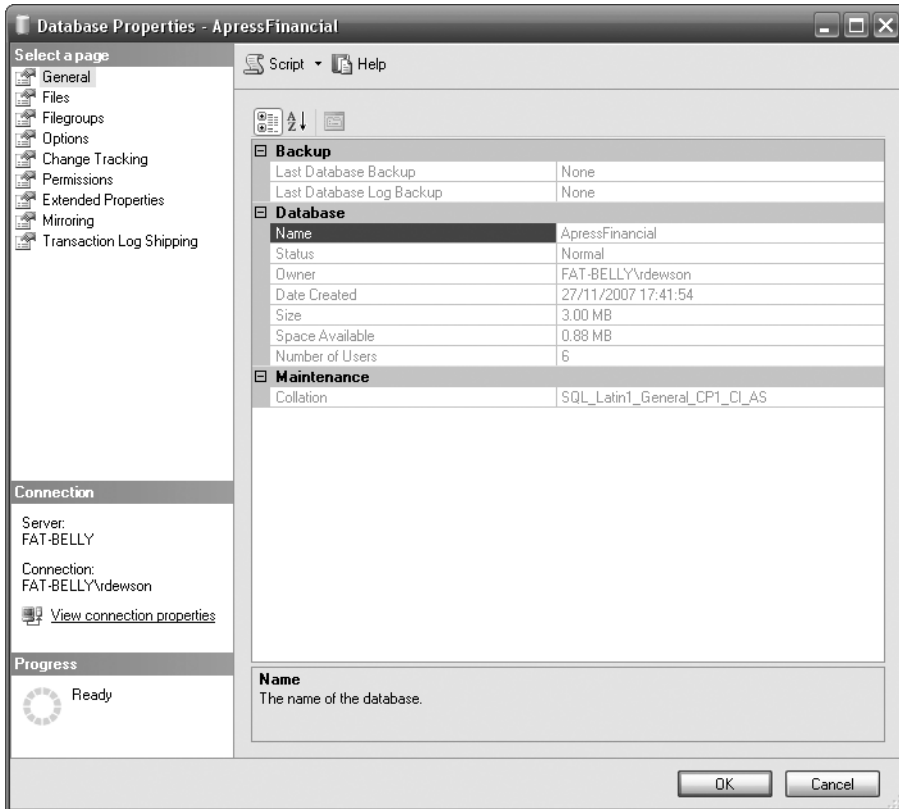 Database Properties - ApressFinancial
Select a page
General
Files
Filegroups
Options
Change Tracking
Permissions
Extended Properties
Mirroring
Transaction Log Shipping
Connection
Server:
FAT-BELLY
Connection:
FAT-BELLY\rdewson
View connection properties
Progress
Ready
Script Help
A
Z
Backup
Last Database Backup None
Last Database Log Backup None
Database
Name ApressFinancial
Status Normal
Owner FAT-BELLY\rdewson
Date Created 27/11/2007 17:41:54
Size 3.00 MB
Space Available 0.88 MB
Number of Users 6
Maintenance
Collation SQL_Latin1_General_CP1_CI_AS
Name
The name of the database.
OK Cancel